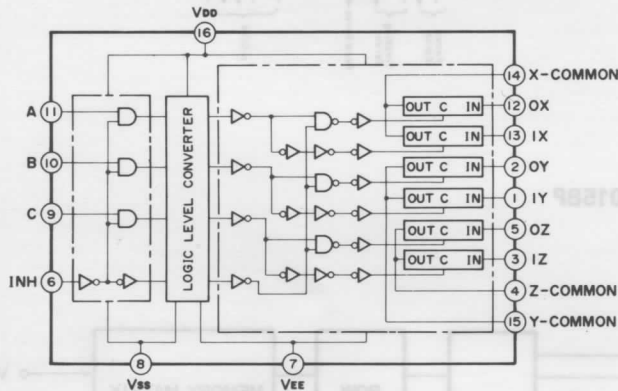 VDD
16
14 X-COMMON
A 11
OUT C IN 12 OX
OUT C IN 13 IX
B 10
OUT C IN 2 OY
OUT C IN 1 IY
C 9
OUT C IN 5 OZ
OUT C IN 3 IZ
LOGIC LEVEL CONVERTER
INH 6
4 Z-COMMON
15 Y-COMMON
8
VSS
7
VEE